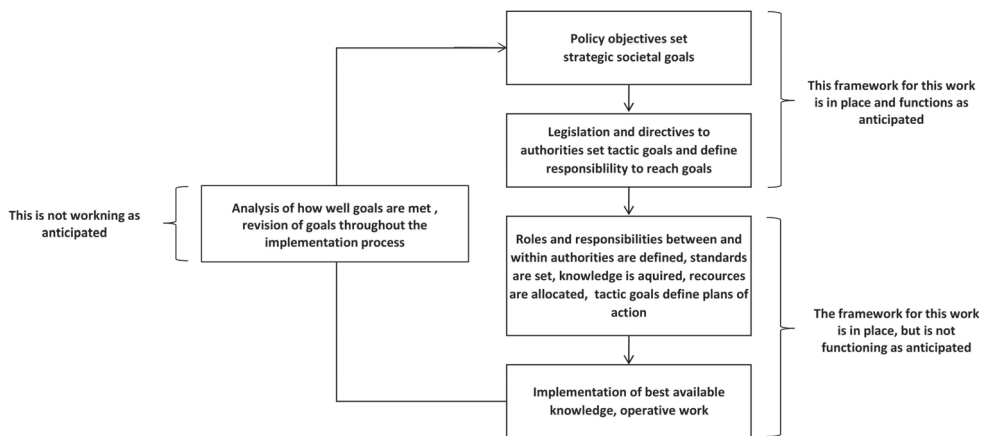 Policy objectives set
strategic societal goals
This framework for this work
is in place and functions as
anticipated
Legislation and directives to
authorities set tactic goals and define
responsiblility to reach goals
This is not workning as
anticipated
Analysis of how well goals are met ,
revision of goals throughout the
implementation process
Roles and responsibilities between and
within authorities are defined, standards
are set, knowledge is aquired, recources
are allocated, tactic goals define plans of
action
The framework for this work
is in place, but is not
functioning as anticipated
Implementation of best available
knowledge, operative work